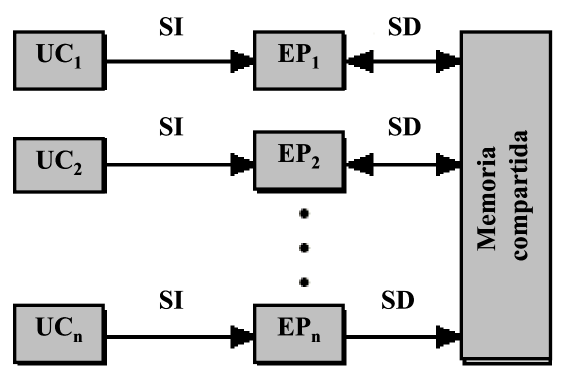 SI SD
UC1 EP1
SI SD
UC2 EP2
Memoria
compartida
SI SD
UCn EPn